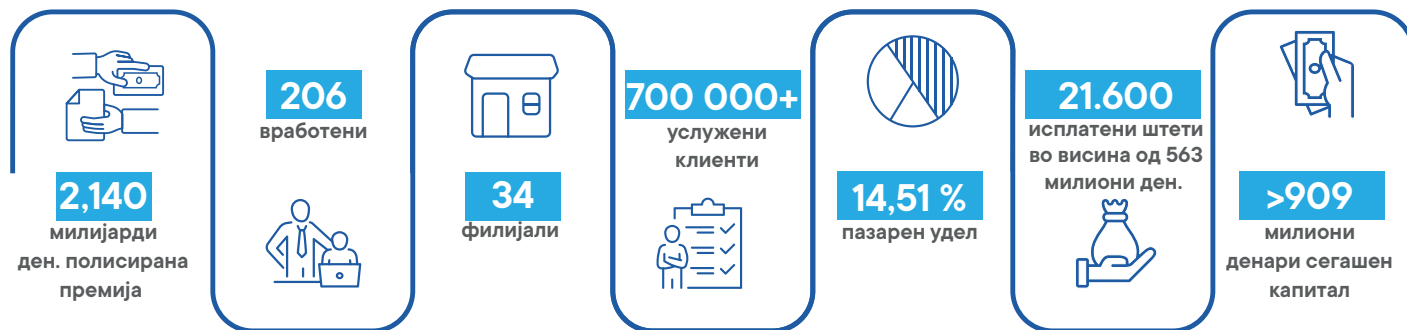 2,140
милијарди
ден. полисирана
премија
206
вработени
34
филијали
700 000+
услужени
клиенти
14,51 %
пазарен удел
21.600
исплатени штети
во висина од 563
милиони ден.
>909
милиони
денари сегашен
капитал